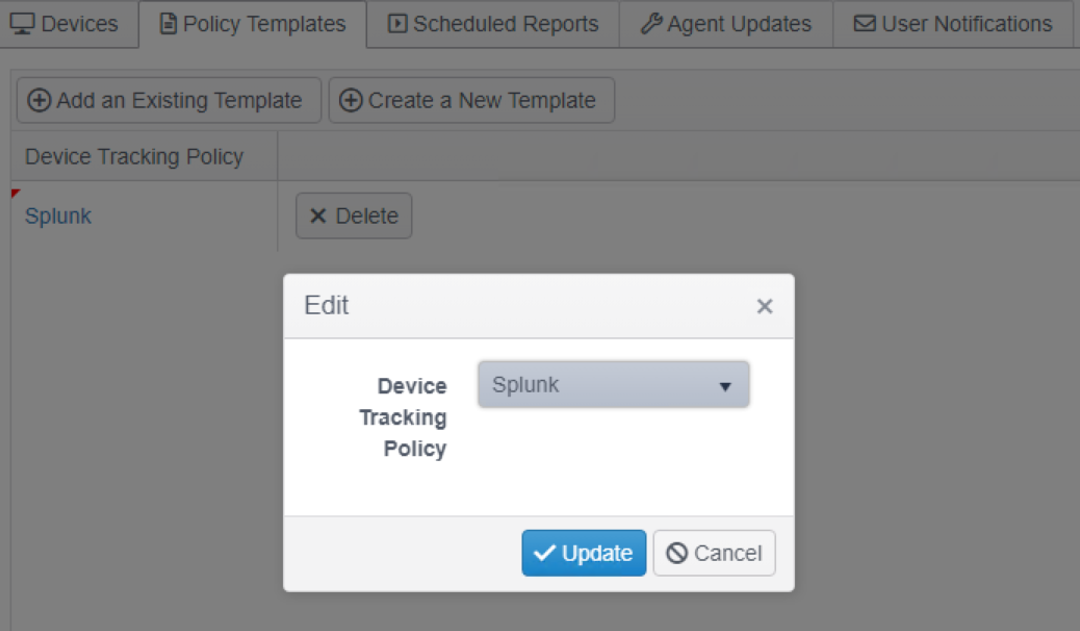 Devices Policy Templates Scheduled Reports Agent Updates User Notifications
Add an Existing Template Create a New Template
Device Tracking Policy
Splunk Delete
Edit
Device Splunk
Tracking
Policy
Update Cancel